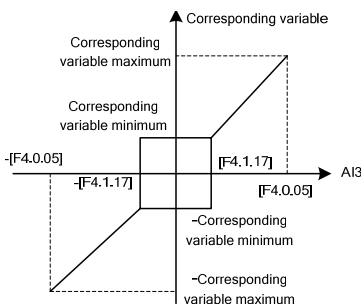 Corresponding variable
Corresponding
variable maximum
Corresponding
variable minimum
-[F4.0.05]
[F4.1.17]
AI3
-[F4.1.17]
[F4.0.05]
-Corresponding
variable minimum
-Corresponding
variable maximum